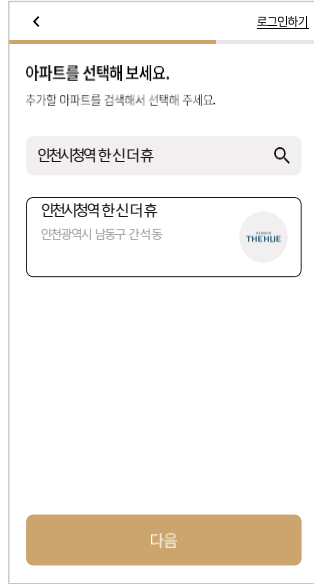 로그인하기
아파트를 선택해 보세요.
추가할 아파트를 검색해서 선택해 주세요.
인천시청역 한신더휴
인천시청역 한신더휴
인천광역시 남동구 간석동
THEHUE
다음